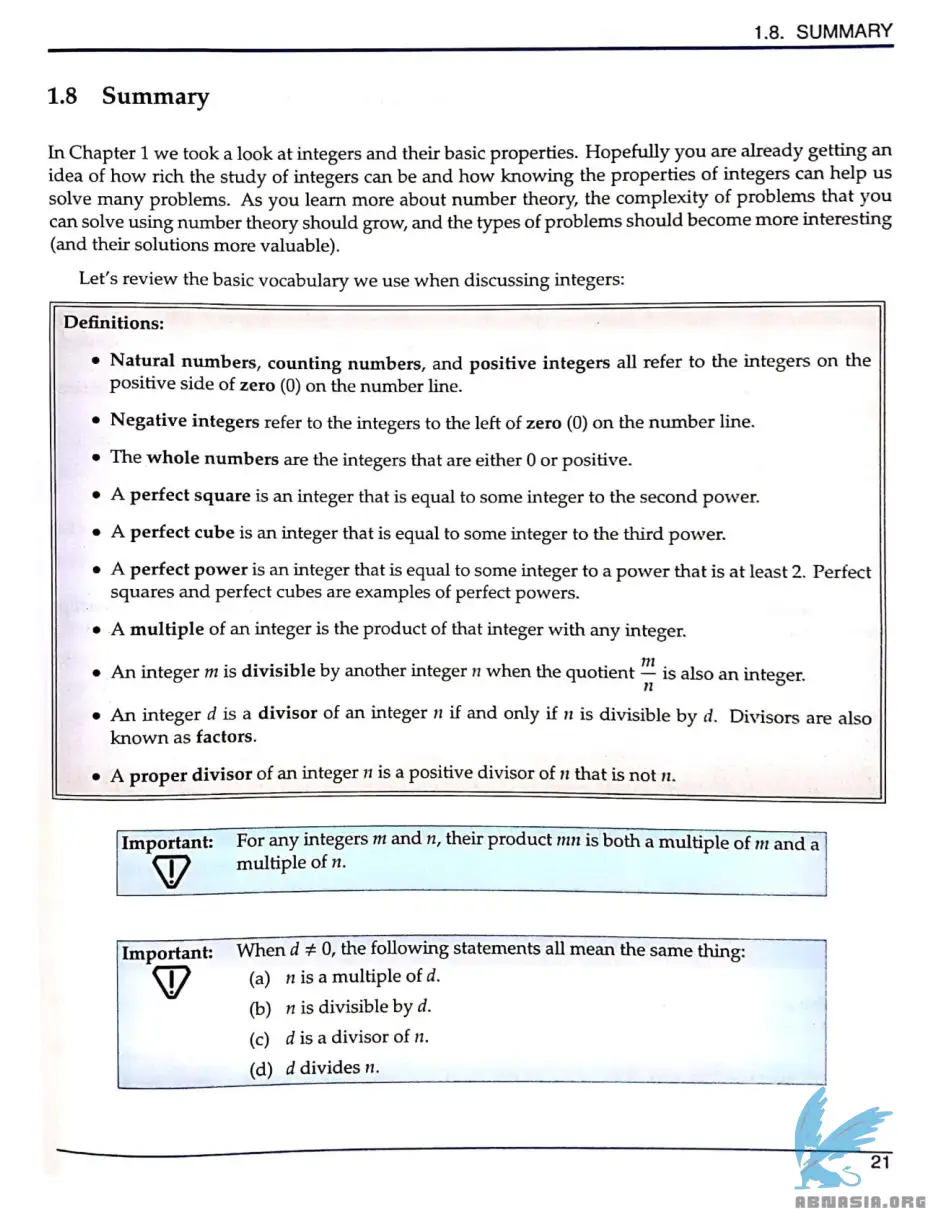 1.8. SUMMARY
1.8 Summary
In Chapter 1 we took a look at integers and their basic properties. Hopefully you are already getting an
idea of how rich the study of integers can be and how knowing the properties of integers can help us
solve many problems. As you learn more about number theory, the complexity of problems that you
can solve using number theory should grow, and the types of problems should become more interesting
(and their solutions more valuable).
Let's review the basic vocabulary we use when discussing integers:
Definitions:
• Natural numbers, counting numbers, and positive integers all refer to the integers on the
positive side of zero (0) on the number line.
• Negative integers refer to the integers to the left of zero (0) on the number line.
• The whole numbers are the integers that are either 0 or positive.
• A perfect square is an integer that is equal to some integer to the second power.
• A perfect cube is an integer that is equal to some integer to the third power.
• A perfect power is an integer that is equal to some integer to a power that is at least 2. Perfect
squares and perfect cubes are examples of perfect powers.
• A multiple of an integer is the product of that integer with any integer.
• An integer m is divisible by another integer n when the quotient m/n is also an integer.
• An integer d is a divisor of an integer n if and only if n is divisible by d. Divisors are also
known as factors.
• A proper divisor of an integer n is a positive divisor of n that is not n.
Important: For any integers m and n, their product mn is both a multiple of m and a
multiple of n.
Important: When d ≠ 0, the following statements all mean the same thing:
(a) n is a multiple of d.
(b) n is divisible by d.
(c) d is a divisor of n.
(d) d divides n.
21
ABNASIA.ORG